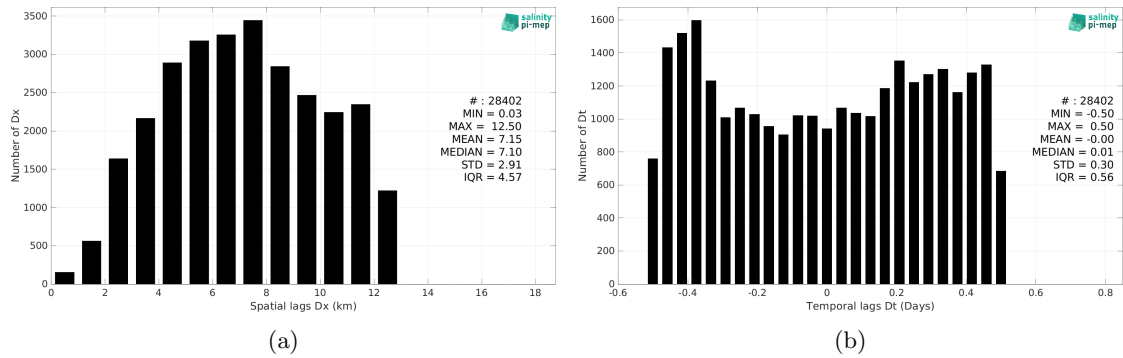 3500
3000
2500
2000
1500
1000
500
0
Number of Dx
0 2 4 6 8 10 12 14 16 18
Spatial lags Dx (km)
salinity
pi-mep
# : 28402
MIN = 0.03
MAX = 12.50
MEAN = 7.15
MEDIAN = 7.10
STD = 2.91
IQR = 4.57
(a)
1600
1400
1200
1000
800
600
400
200
0
Number of Dt
-0.6 -0.4 -0.2 0 0.2 0.4 0.6 0.8
Temporal lags Dt (Days)
salinity
pi-mep
# : 28402
MIN = -0.50
MAX = 0.50
MEAN = -0.00
MEDIAN = 0.01
STD = 0.30
IQR = 0.56
(b)